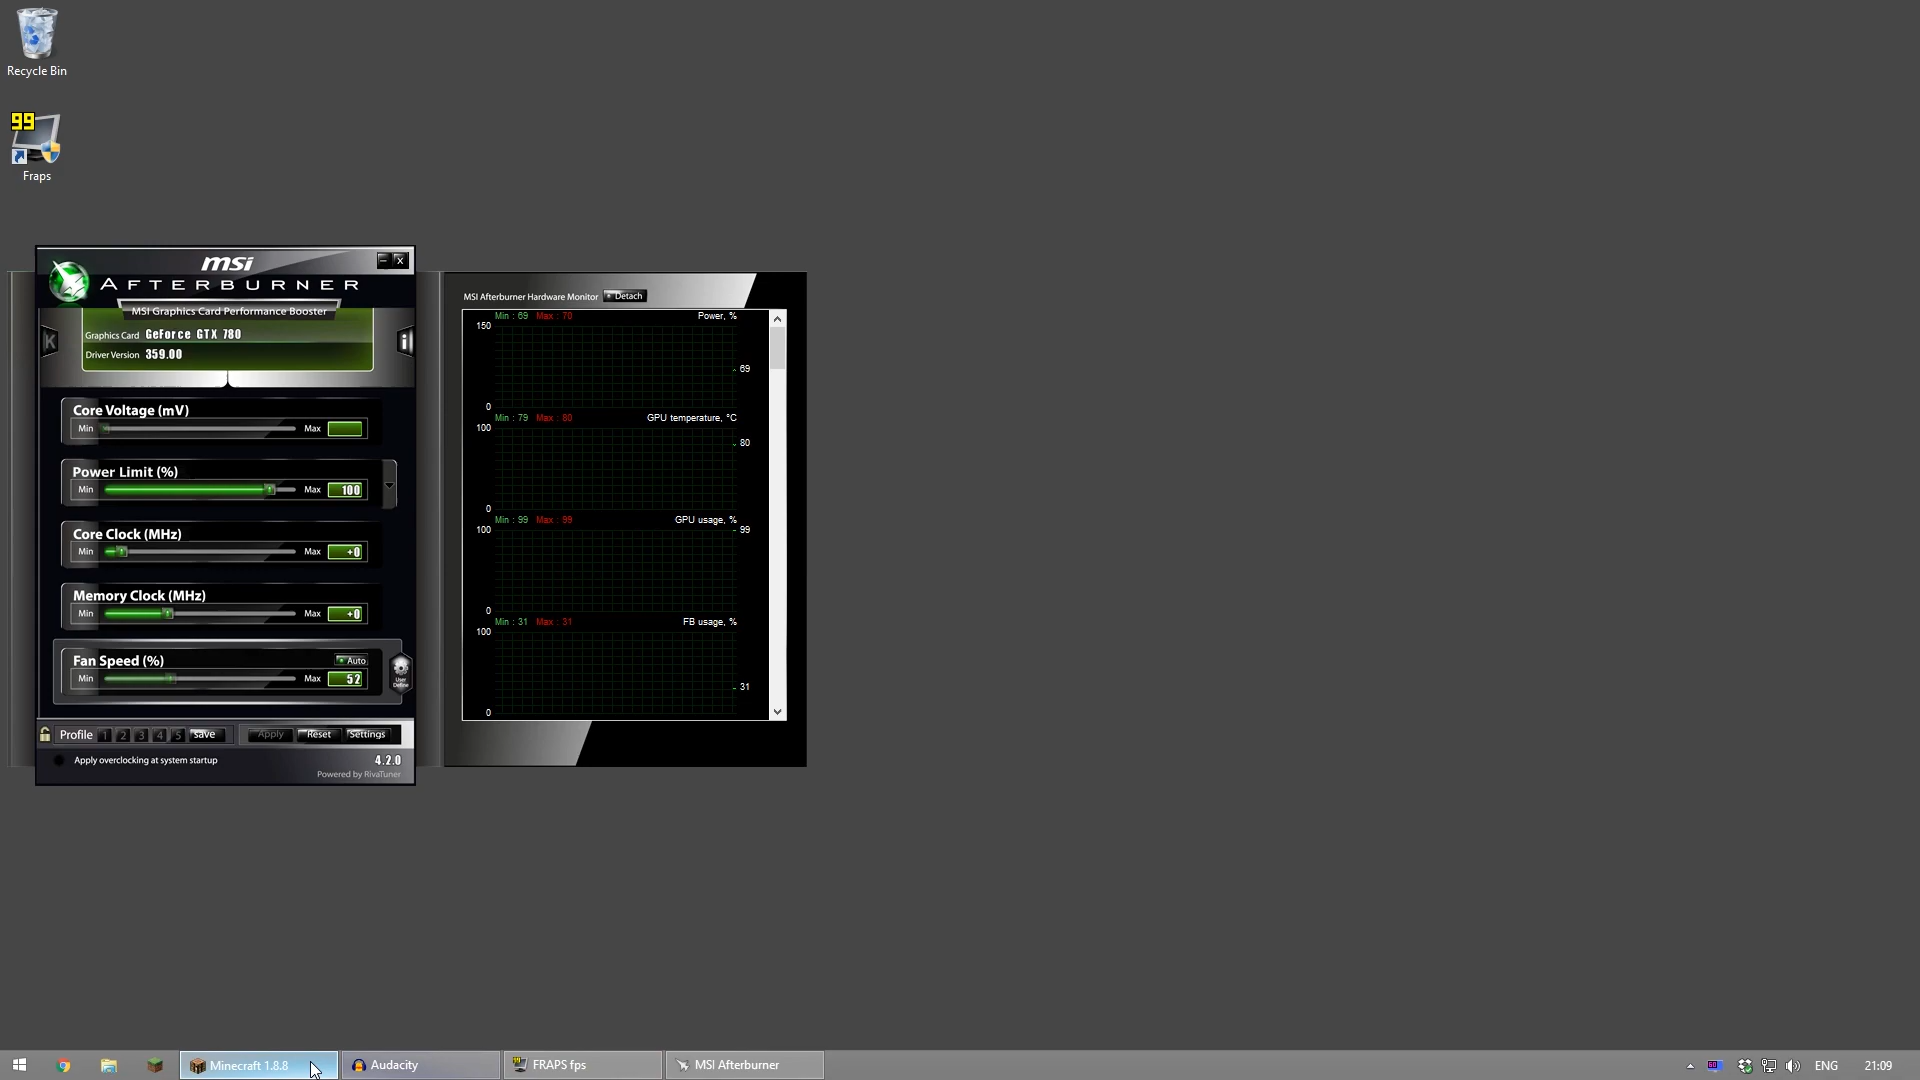 Recycle Bin
99
Fraps
msi
AFTERBURNER
MSI Graphics Card Performance Booster
K
i
Graphics Card GeForce GTX 780
Driver Version 359.00
Core Voltage (mV)
Min Max
Power Limit (%)
Min Max 100
Core Clock (MHz)
Min Max +0
Memory Clock (MHz)
Min Max +0
Fan Speed (%) Auto
Min Max 52
User Define
Profile 1 2 3 4 5 Save Apply Reset Settings
Apply overclocking at system startup 4.2.0
Powered by RivaTuner
MSI Afterburner Hardware Monitor Detach
Min : 69 Max : 70 Power, %
150
69
0
Min : 79 Max : 80 GPU temperature, °C
100
80
0
Min : 99 Max : 99 GPU usage, %
100 99
0
Min : 31 Max : 31 FB usage, %
100
31
0
Minecraft 1.8.8 Audacity FRAPS fps MSI Afterburner ENG 21:09